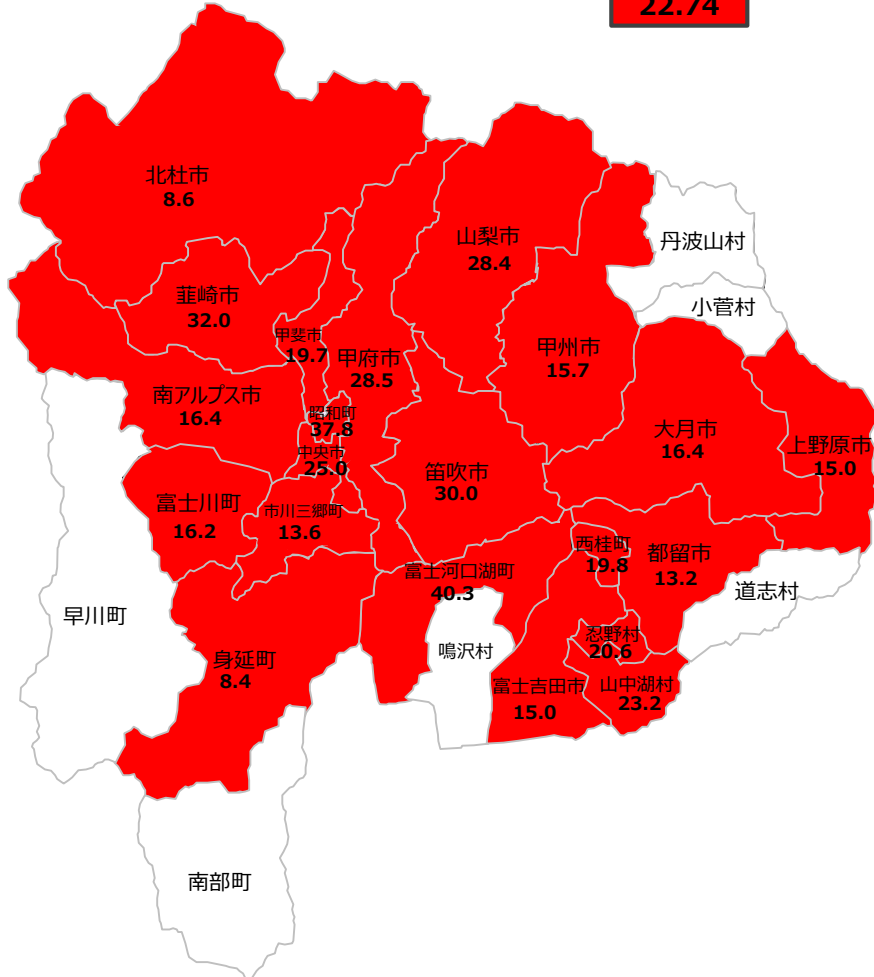 22.74
北杜市
8.6
丹波山村
山梨市
28.4
小菅村
韮崎市
32.0
甲斐市
19.7
甲府市
28.5
甲州市
15.7
南アルプス市
16.4
昭和町
37.8
大月市
16.4
上野原市
15.0
中央市
25.0
笛吹市
30.0
富士川町
16.2
市川三郷町
13.6
西桂町
19.8
都留市
13.2
富士河口湖町
40.3
道志村
早川町
忍野村
20.6
鳴沢村
身延町
8.4
富士吉田市
15.0
山中湖村
23.2
南部町